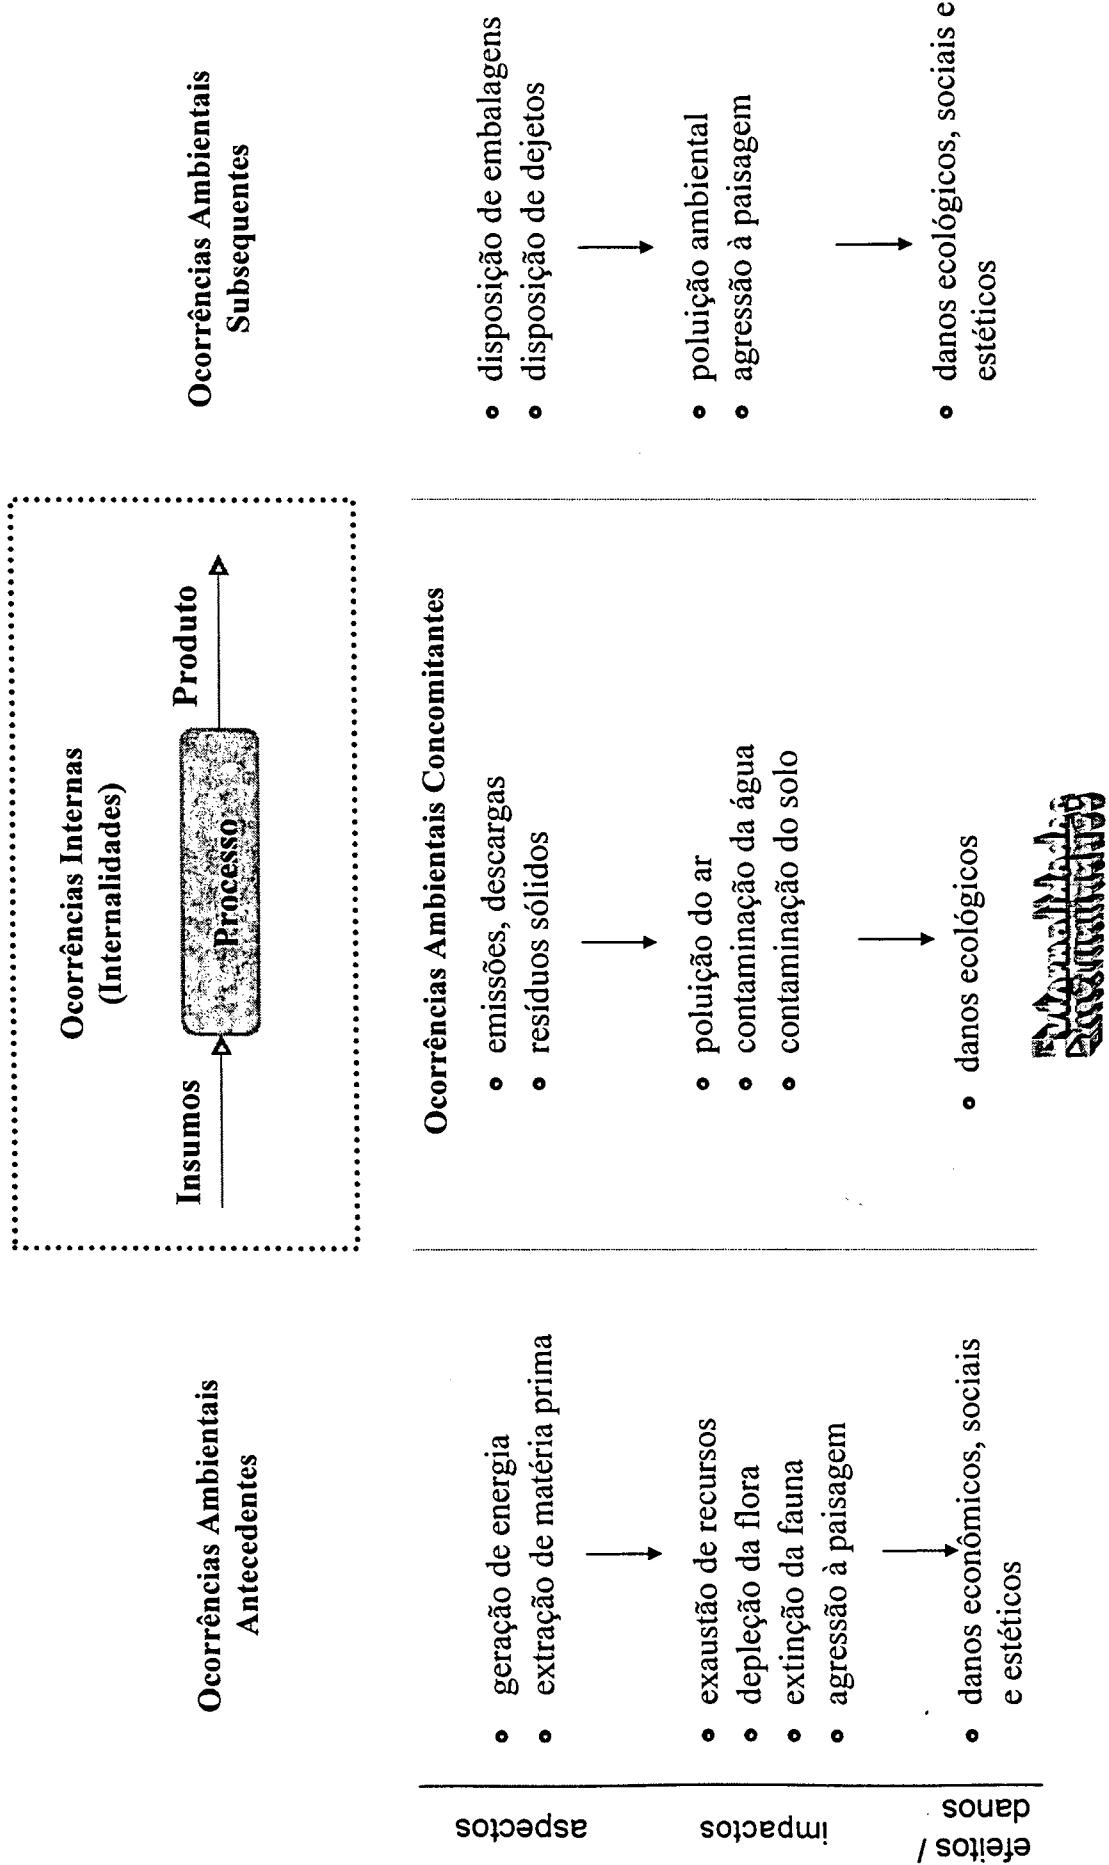 Ocorrências Internas
(Internalidades)
Insumos
Processo
Produto
Ocorrências Ambientais
Antecedentes
Ocorrências Ambientais
Subsequentes
Ocorrências Ambientais Concomitantes
aspectos
geração de energia
extração de matéria prima
emissões, descargas
resíduos sólidos
disposição de embalagens
disposição de dejetos
impactos
exaustão de recursos
depleção da flora
extinção da fauna
agressão à paisagem
poluição do ar
contaminação da água
contaminação do solo
poluição ambiental
agressão à paisagem
efeitos /
danos
danos econômicos, sociais
e estéticos
danos ecológicos
danos ecológicos, sociais e
estéticos